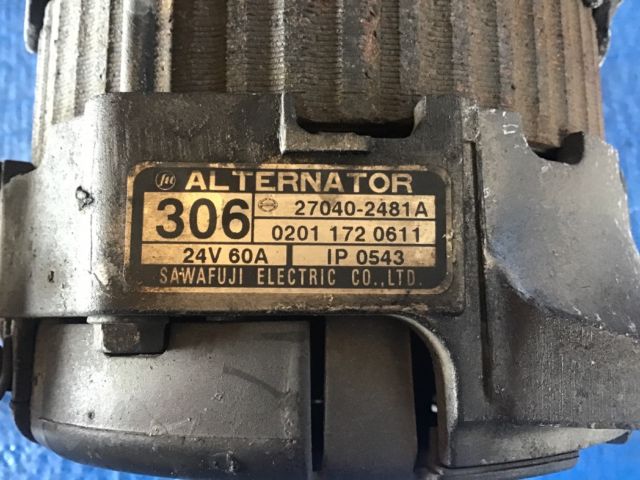 ALTERNATOR
306
27040-2481A
0201 172 0611
24V 60A
IP 0543
SAWAFUJI ELECTRIC CO.,LTD.